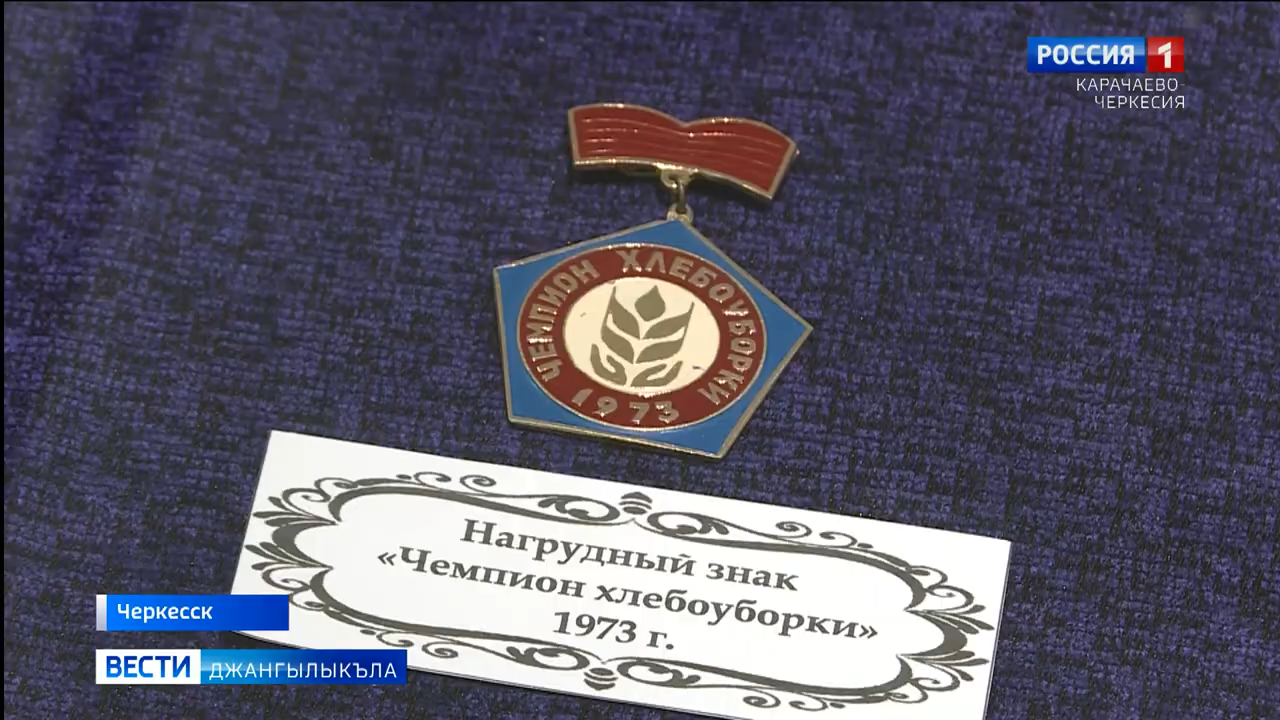 РОССИЯ 1
КАРАЧАЕВО-
ЧЕРКЕСИЯ
ЧЕМПИОН ХЛЕБОУБОРКИ
1973
Нагрудный знак
«Чемпион хлебоуборки»
1973 г.
Черкесск
ВЕСТИ ДЖАНГЫЛЫКЪЛА